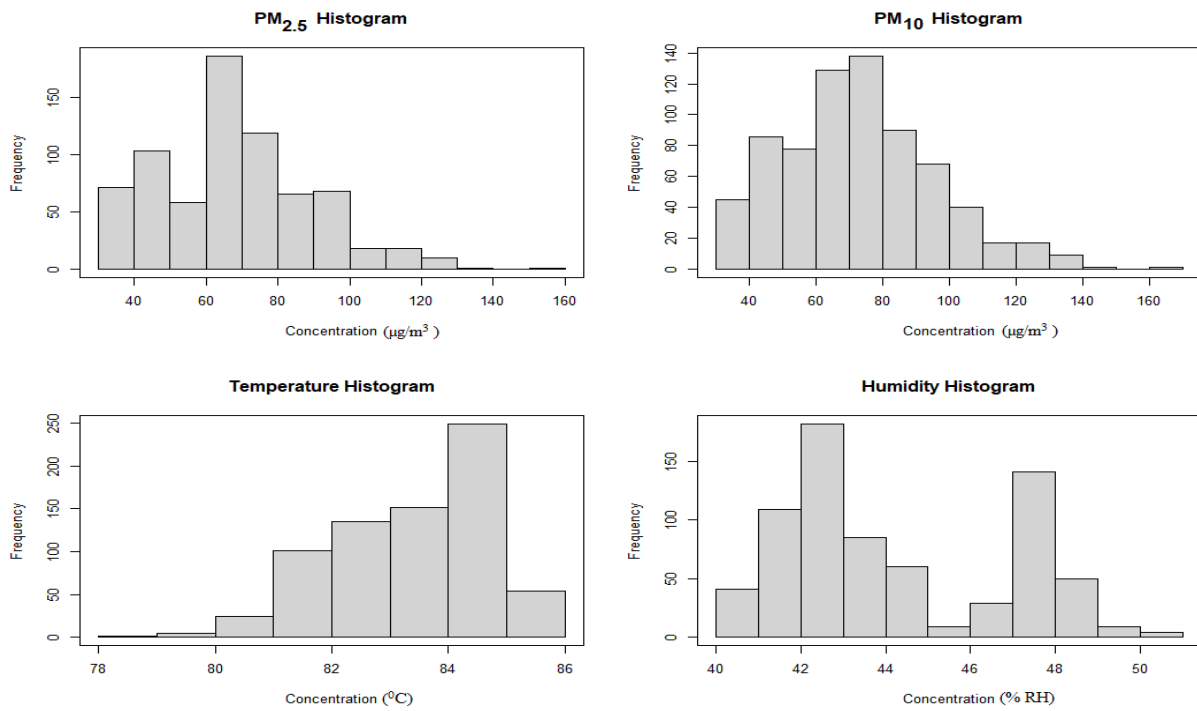 PM2.5 Histogram
Frequency
0 50 100 150
40 60 80 100 120 140 160
Concentration (µg/m³ )
PM10 Histogram
Frequency
0 20 40 60 80 100 120 140
40 60 80 100 120 140 160
Concentration (µg/m³ )
Temperature Histogram
Frequency
0 50 100 150 200 250
78 80 82 84 86
Concentration (⁰C)
Humidity Histogram
Frequency
0 50 100 150
40 42 44 46 48 50
Concentration (% RH)